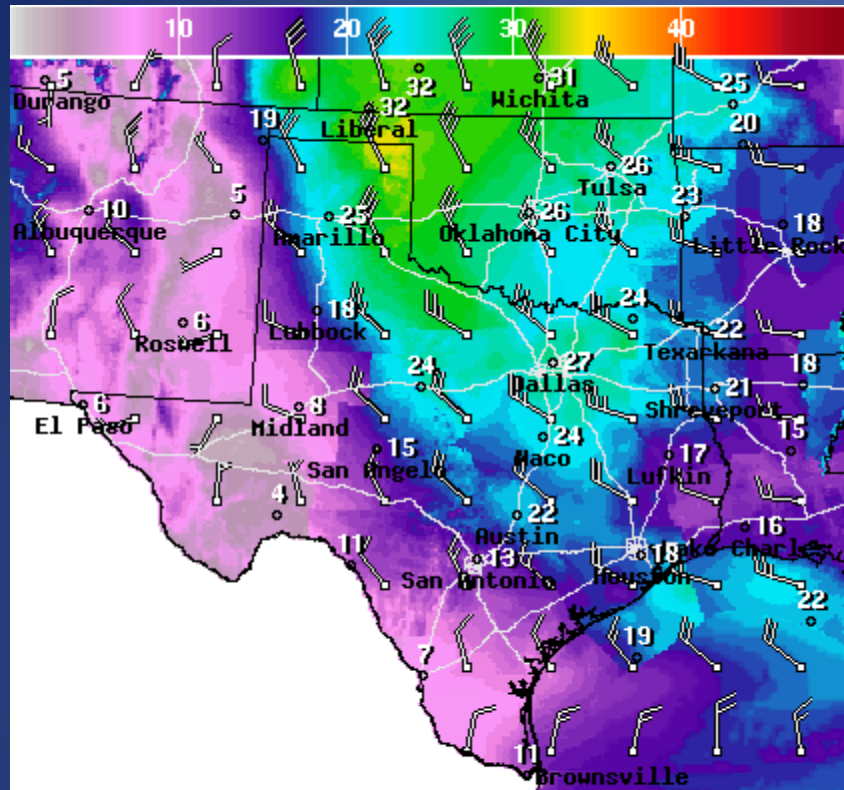 10 20 30 40
5
Durango
32
32
Liberal
31
Wichita
25
19
20
26
Tulsa
10
Albuquerque
5
25
Amarillo
26
Oklahoma City
23
18
Little Rock
6
Roswell
18
Lubbock
24
22
Texarkana
27
Dallas
24
21
Shreveport
18
6
El Paso
8
Midland
15
San Angelo
24
Waco
17
Lufkin
15
4
22
Austin
16
Lake Charles
11
13
San Antonio
18
Houston
22
7
19
11
Brownsville